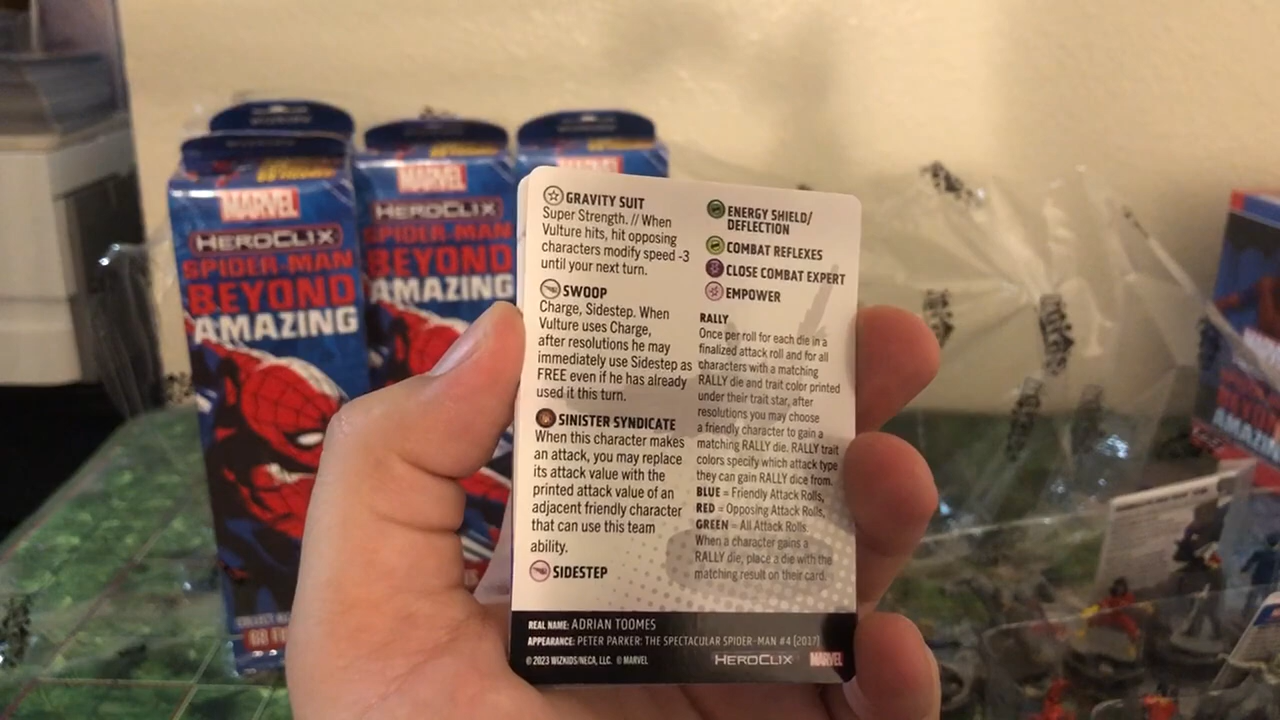 MARVEL
HEROCLIX
SPIDER-MAN
BEYOND
AMAZING
MARVEL
HEROCLIX
SPIDER-MAN
BEYOND
AMAZING
MARVEL
GRAVITY SUIT
Super Strength. // When
Vulture hits, hit opposing
characters modify speed -3
until your next turn.
SWOOP
Charge, Sidestep. When
Vulture uses Charge,
after resolutions he may
immediately use Sidestep as
FREE even if he has already
used it this turn.
SINISTER SYNDICATE
When this character makes
an attack, you may replace
its attack value with the
printed attack value of an
adjacent friendly character
that can use this team
ability.
SIDESTEP
ENERGY SHIELD/
DEFLECTION
COMBAT REFLEXES
CLOSE COMBAT EXPERT
EMPOWER
RALLY
Once per roll for each die in a
finalized attack roll and for all
characters with a matching
RALLY die and trait color printed
under their trait star, after
resolutions you may choose
a friendly character to gain a
matching RALLY die. RALLY trait
colors specify which attack type
they can gain RALLY dice from.
BLUE = Friendly Attack Rolls,
RED = Opposing Attack Rolls,
GREEN = All Attack Rolls.
When a character gains a
RALLY die, place a die with the
matching result on their card.
REAL NAME: ADRIAN TOOMES
APPEARANCE: PETER PARKER: THE SPECTACULAR SPIDER-MAN #4 (2017)
© 2023 WIZKIDS/NECA, LLC. © MARVEL
HEROCLIX MARVEL
BEYOND